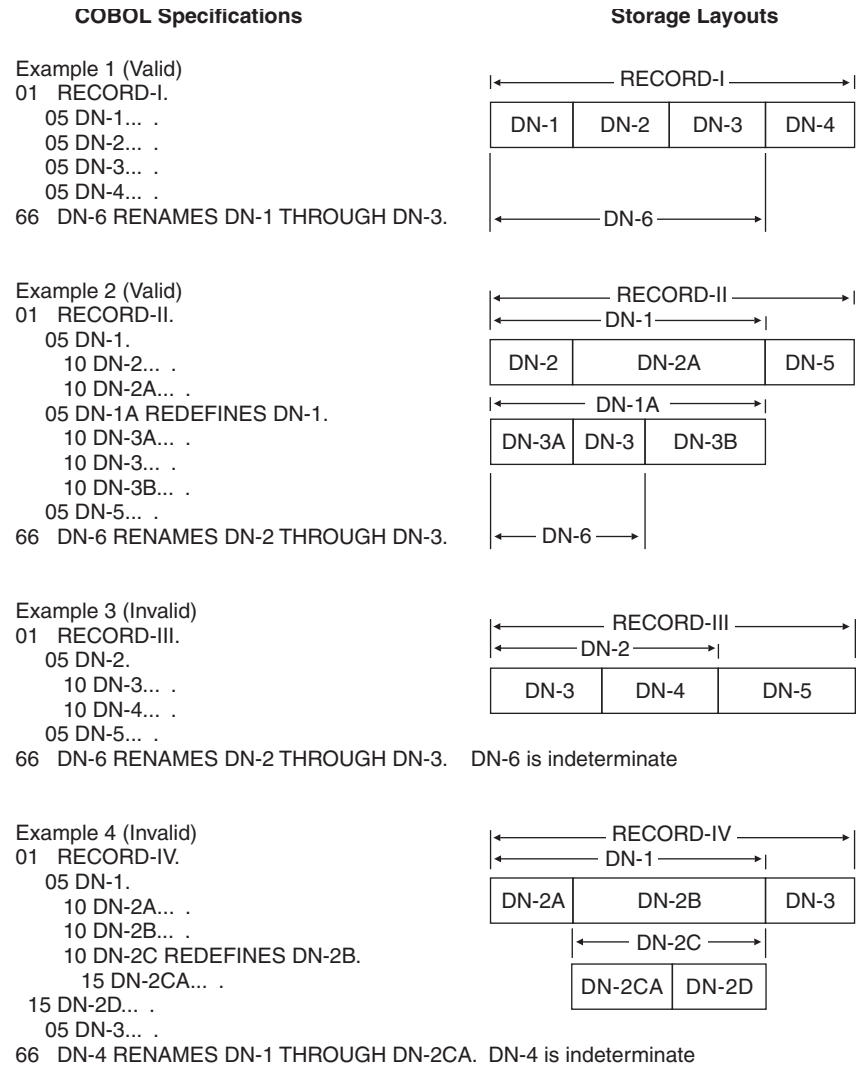 COBOL Specifications
Storage Layouts
Example 1 (Valid)
01 RECORD-I.
05 DN-1... .
05 DN-2... .
05 DN-3... .
05 DN-4... .
66 DN-6 RENAMES DN-1 THROUGH DN-3.
RECORD-I
DN-1 DN-2 DN-3 DN-4
DN-6
Example 2 (Valid)
01 RECORD-II.
05 DN-1.
10 DN-2... .
10 DN-2A... .
05 DN-1A REDEFINES DN-1.
10 DN-3A... .
10 DN-3... .
10 DN-3B... .
05 DN-5... .
66 DN-6 RENAMES DN-2 THROUGH DN-3.
RECORD-II
DN-1
DN-2 DN-2A DN-5
DN-1A
DN-3A DN-3 DN-3B
DN-6
Example 3 (Invalid)
01 RECORD-III.
05 DN-2.
10 DN-3... .
10 DN-4... .
05 DN-5... .
66 DN-6 RENAMES DN-2 THROUGH DN-3. DN-6 is indeterminate
RECORD-III
DN-2
DN-3 DN-4 DN-5
Example 4 (Invalid)
01 RECORD-IV.
05 DN-1.
10 DN-2A... .
10 DN-2B... .
10 DN-2C REDEFINES DN-2B.
15 DN-2CA... .
15 DN-2D... .
05 DN-3... .
66 DN-4 RENAMES DN-1 THROUGH DN-2CA. DN-4 is indeterminate
RECORD-IV
DN-1
DN-2A DN-2B DN-3
DN-2C
DN-2CA DN-2D